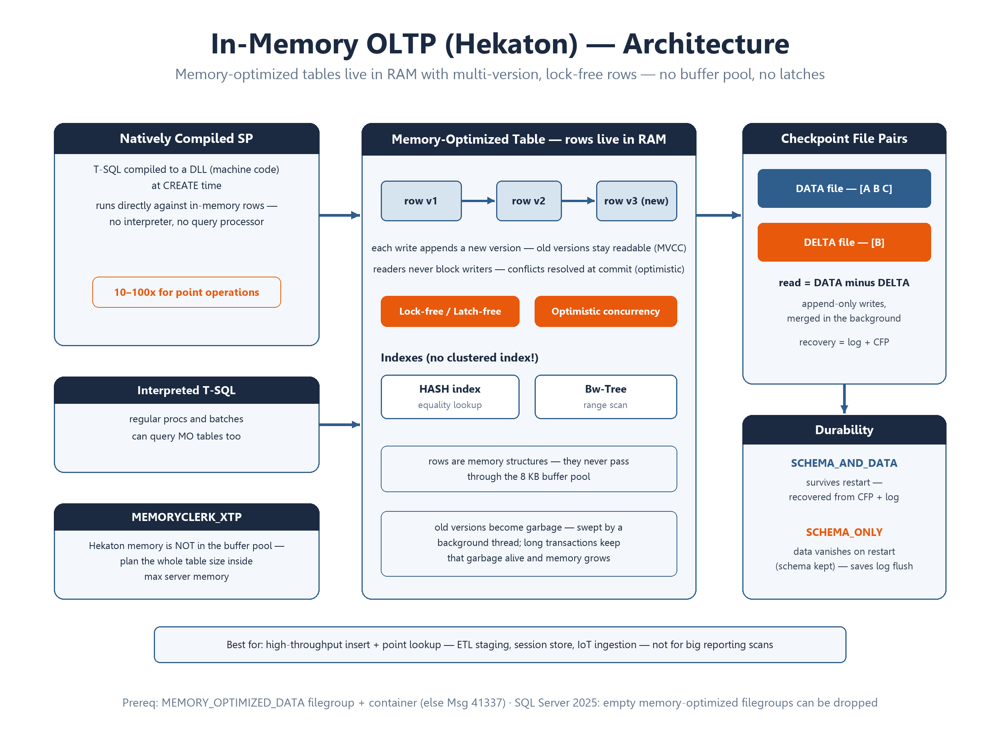 In-Memory OLTP (Hekaton) — Architecture
Memory-optimized tables live in RAM with multi-version, lock-free rows — no buffer pool, no latches
Natively Compiled SP
T-SQL compiled to a DLL (machine code)
at CREATE time
runs directly against in-memory rows —
no interpreter, no query processor
10–100x for point operations
Interpreted T-SQL
regular procs and batches
can query MO tables too
MEMORYCLERK_XTP
Hekaton memory is NOT in the buffer pool —
plan the whole table size inside
max server memory
Memory-Optimized Table — rows live in RAM
row v1
row v2
row v3 (new)
each write appends a new version — old versions stay readable (MVCC)
readers never block writers — conflicts resolved at commit (optimistic)
Lock-free / Latch-free
Optimistic concurrency
Indexes (no clustered index!)
HASH index
equality lookup
Bw-Tree
range scan
rows are memory structures — they never pass
through the 8 KB buffer pool
old versions become garbage — swept by a
background thread; long transactions keep
that garbage alive and memory grows
Checkpoint File Pairs
DATA file — [A B C]
DELTA file — [B]
read = DATA minus DELTA
append-only writes,
merged in the background
recovery = log + CFP
Durability
SCHEMA_AND_DATA
survives restart —
recovered from CFP + log
SCHEMA_ONLY
data vanishes on restart
(schema kept) — saves log flush
Best for: high-throughput insert + point lookup — ETL staging, session store, IoT ingestion — not for big reporting scans
Prereq: MEMORY_OPTIMIZED_DATA filegroup + container (else Msg 41337) · SQL Server 2025: empty memory-optimized filegroups can be dropped